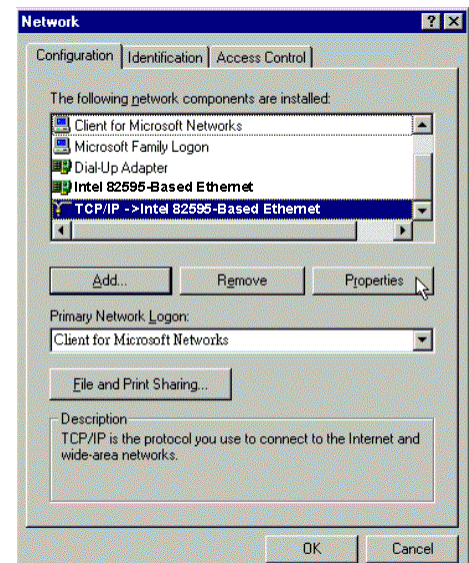 Network
Configuration Identification Access Control
The following network components are installed:
Client for Microsoft Networks
Microsoft Family Logon
Dial-Up Adapter
Intel 82595-Based Ethernet
TCP/IP ->Intel 82595-Based Ethernet
Add... Remove Properties
Primary Network Logon:
Client for Microsoft Networks
File and Print Sharing...
Description
TCP/IP is the protocol you use to connect to the Internet and
wide-area networks.
OK Cancel